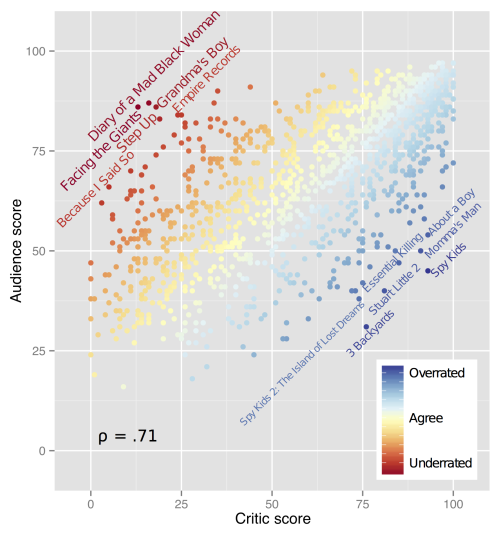 Diary of a Mad Black Woman
Facing the Giants
Grandma's Boy
Step Up
Empire Records
Because I Said So
100
75
50
25
0
Audience score
About a Boy
Momma's Man
Essential Killing
Spy Kids
Stuart Little 2
Spy Kids 2: The Island of Lost Dreams
3 Backyards
Overrated
Agree
Underrated
ρ = .71
0
25
50
75
100
Critic score